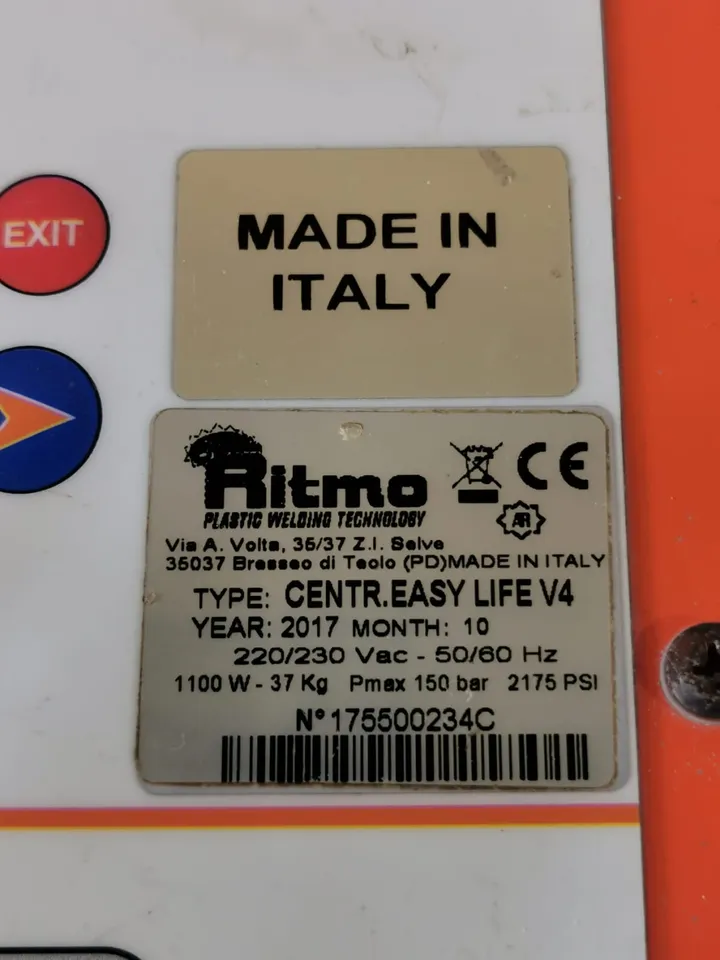 EXIT
MADE IN
ITALY
Ritmo
PLASTIC WELDING TECHNOLOGY
CE
AR
Via A. Volta, 35/37 Z.I. Selve
35037 Bresseo di Teolo (PD)MADE IN ITALY
TYPE: CENTR.EASY LIFE V4
YEAR: 2017 MONTH: 10
220/230 Vac - 50/60 Hz
1100 W - 37 Kg Pmax 150 bar 2175 PSI
N° 175500234C